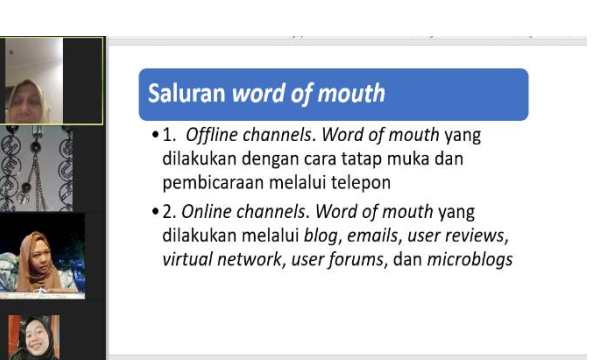 Saluran word of mouth
• 1. Offline channels. Word of mouth yang
dilakukan dengan cara tatap muka dan
pembicaraan melalui telepon
• 2. Online channels. Word of mouth yang
dilakukan melalui blog, emails, user reviews,
virtual network, user forums, dan microblogs